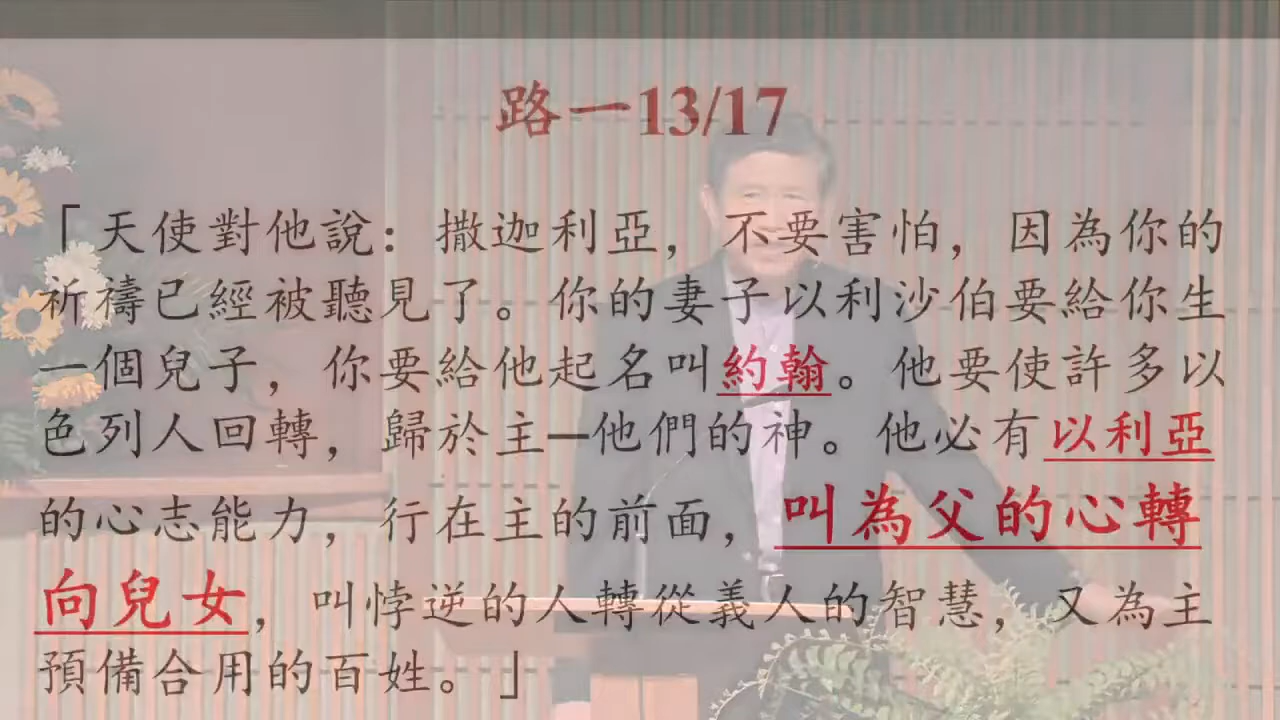 路一13/17
「天使對他說：撒迦利亞，不要害怕，因為你的
祈禱已經被聽見了。你的妻子以利沙伯要給你生
一個兒子，你要給他起名叫約翰。他要使許多以
色列人回轉，歸於主—他們的神。他必有以利亞
的心志能力，行在主的前面，叫為父的心轉
向兒女，叫悖逆的人轉從義人的智慧，又為主
預備合用的百姓。」